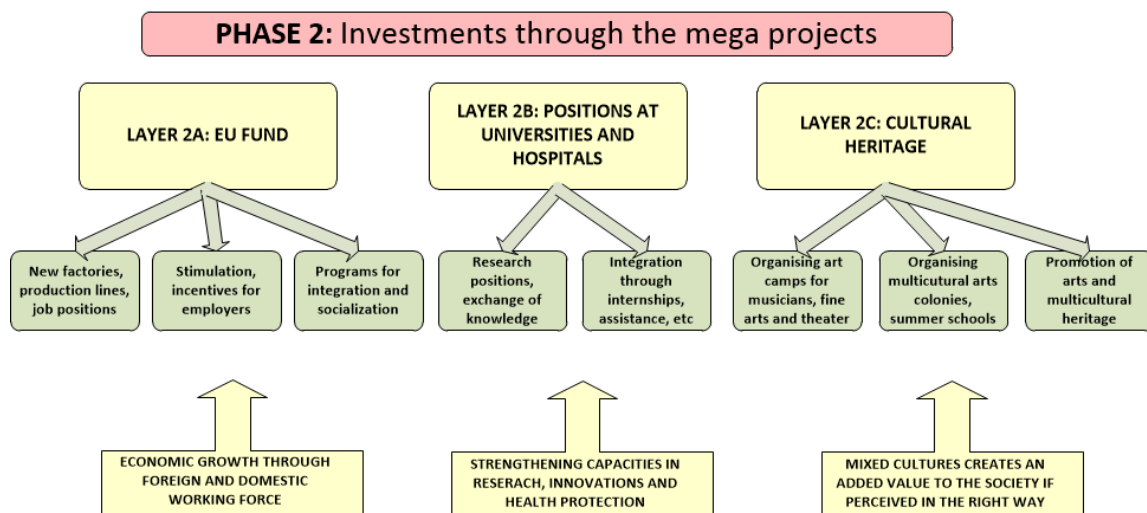 PHASE 2: Investments through the mega projects
LAYER 2A: EU FUND
LAYER 2B: POSITIONS AT
UNIVERSITIES AND
HOSPITALS
LAYER 2C: CULTURAL
HERITAGE
New factories,
production lines,
job positions
Stimulation,
incentives for
employers
Programs for
integration and
socialization
Research
positions,
exchange of
knowledge
Integration
through
internships,
assistance, etc
Organising art
camps for
musicians, fine
arts and theater
Organising
multicutural arts
colonies,
summer schools
Promotion of
arts and
multicultural
heritage
ECONOMIC GROWTH THROUGH
FOREIGN AND DOMESTIC
WORKING FORCE
STRENGTHENING CAPACITIES IN
RESERACH, INNOVATIONS AND
HEALTH PROTECTION
MIXED CULTURES CREATES AN
ADDED VALUE TO THE SOCIETY IF
PERCEIVED IN THE RIGHT WAY